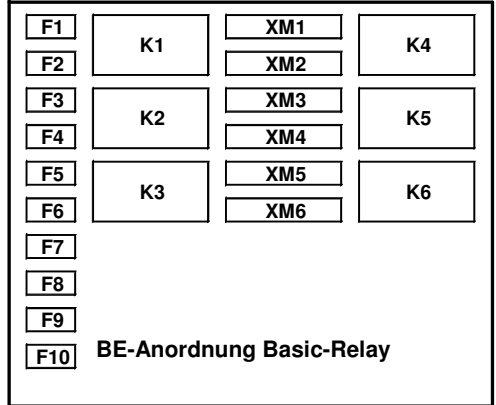 F1 K1 XM1 K4
F2 XM2
F3 K2 XM3 K5
F4 XM4
F5 K3 XM5 K6
F6 XM6
F7
F8
F9
F10 BE-Anordnung Basic-Relay